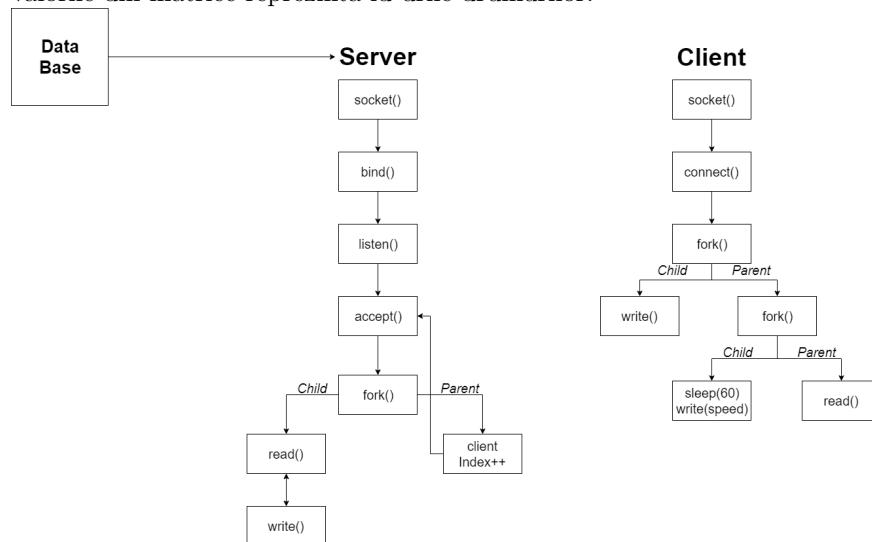 Data
Base
Server
socket()
bind()
listen()
accept()
fork()
Child
Parent
read()
client
Index++
write()
Client
socket()
connect()
fork()
Child
Parent
write()
fork()
Child
Parent
sleep(60)
write(speed)
read()